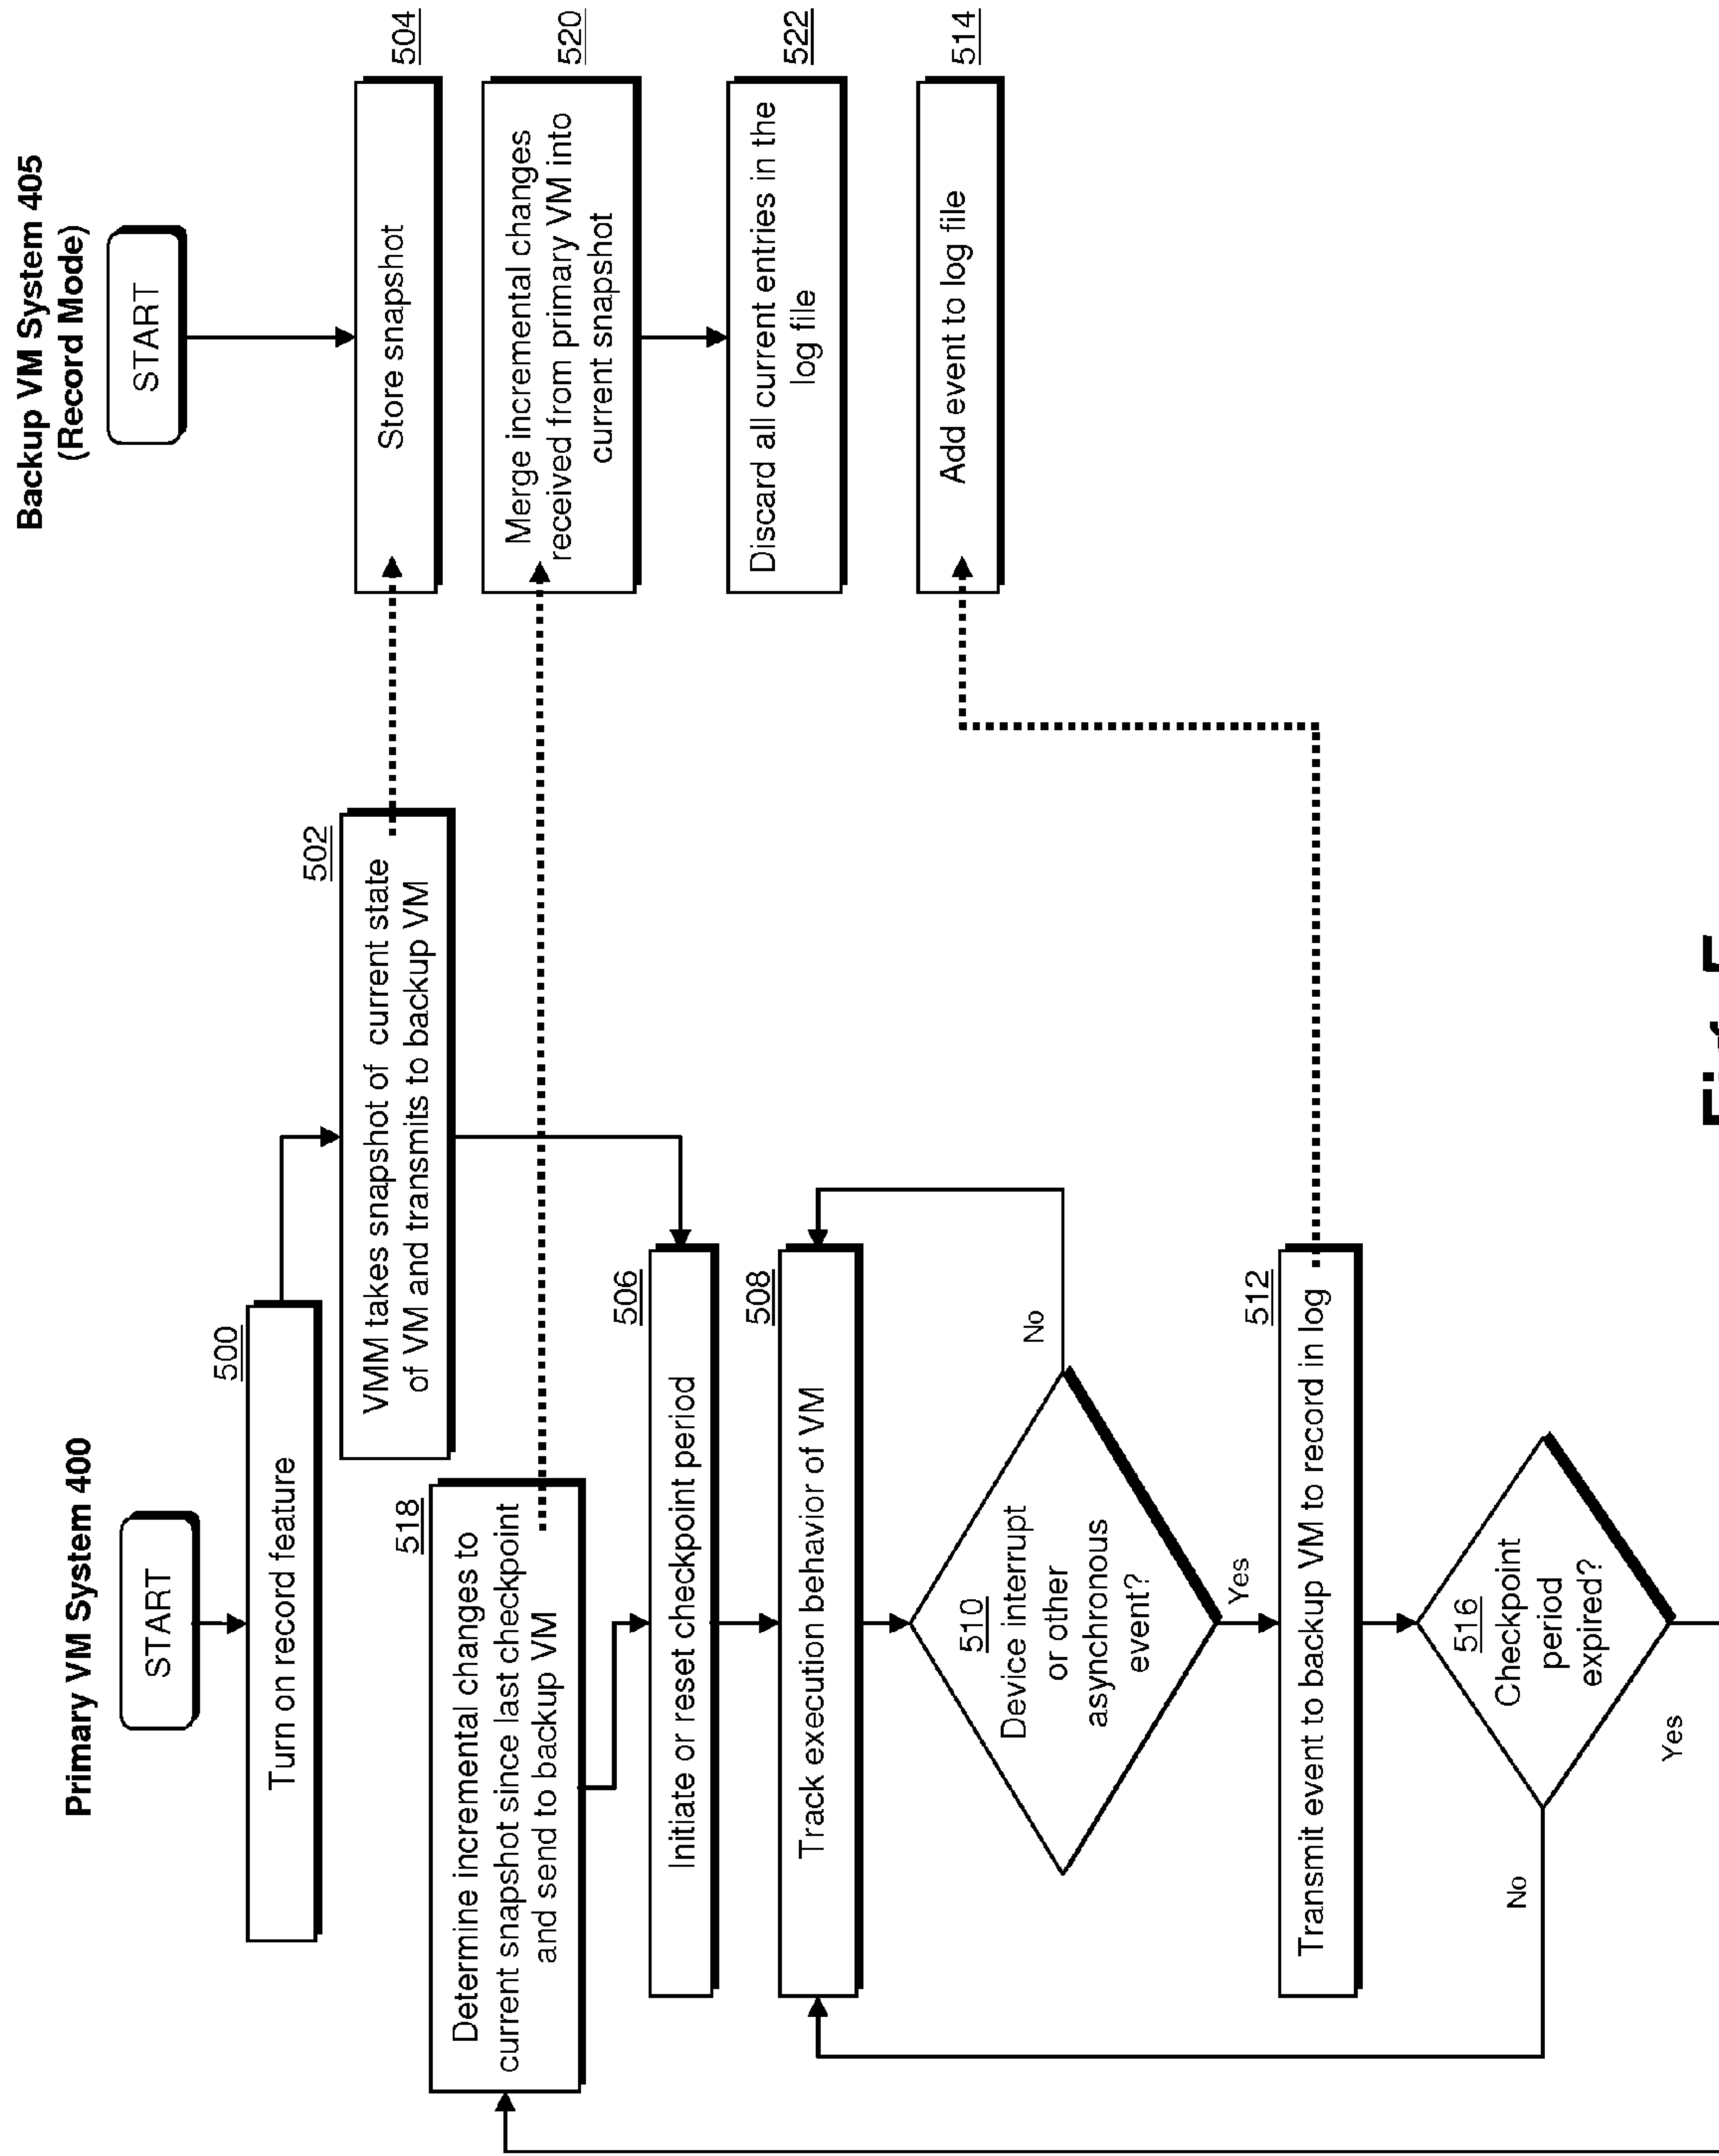 Primary VM System 400
START
500
Turn on record feature
502
VMM takes snapshot of current state
of VM and transmits to backup VM
518
Determine incremental changes to
current snapshot since last checkpoint
and send to backup VM
506
Initiate or reset checkpoint period
508
Track execution behavior of VM
510
Device interrupt
or other
asynchronous
event?
No
Yes
512
Transmit event to backup VM to record in log
516
Checkpoint
period
expired?
No
Yes
Backup VM System 405
(Record Mode)
START
504
Store snapshot
520
Merge incremental changes
received from primary VM into
current snapshot
522
Discard all current entries in the
log file
514
Add event to log file